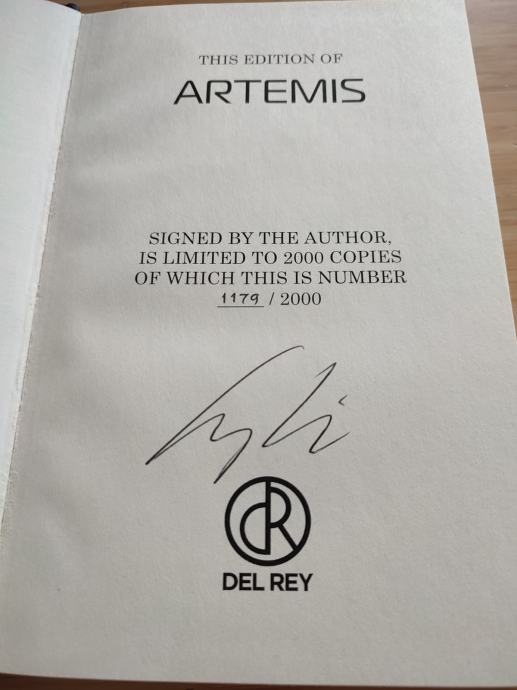 THIS EDITION OF
ARTEMIS
SIGNED BY THE AUTHOR,
IS LIMITED TO 2000 COPIES
OF WHICH THIS IS NUMBER
1179 / 2000
DR
DEL REY